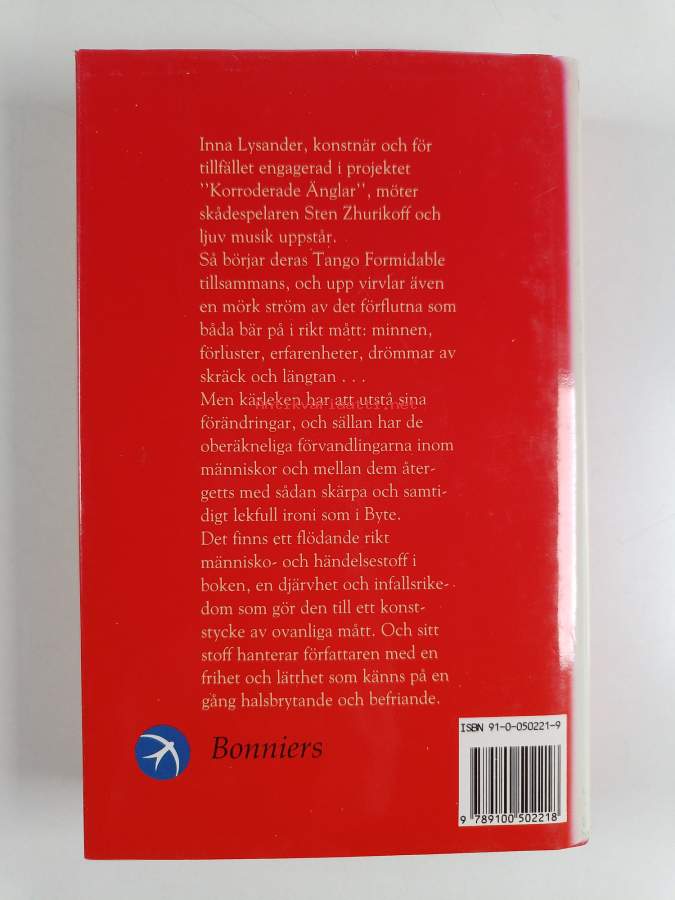 Inna Lysander, konstnär och för
tillfället engagerad i projektet
"Korroderade Änglar", möter
skådespelaren Sten Zhurikoff och
ljuv musik uppstår.
Så börjar deras Tango Formidable
tillsammans, och upp virvlar även
en mörk ström av det förflutna som
båda bär på i rikt mått: minnen,
förluster, erfarenheter, drömmar av
skräck och längtan . . .
antikvariaatti.net
Men kärleken har att utstå sina
förändringar, och sällan har de
oberäkneliga förvandlingarna inom
människor och mellan dem åter-
getts med sådan skärpa och samti-
digt lekfull ironi som i Byte.
Det finns ett flödande rikt
människo- och händelsestoff i
boken, en djärvhet och infallsrike-
dom som gör den till ett konst-
stycke av ovanliga mått. Och sitt
stoff hanterar författaren med en
frihet och lätthet som känns på en
gång halsbrytande och befriande.
Bonniers
ISBN 91-0-050221-9
9 789100 502218